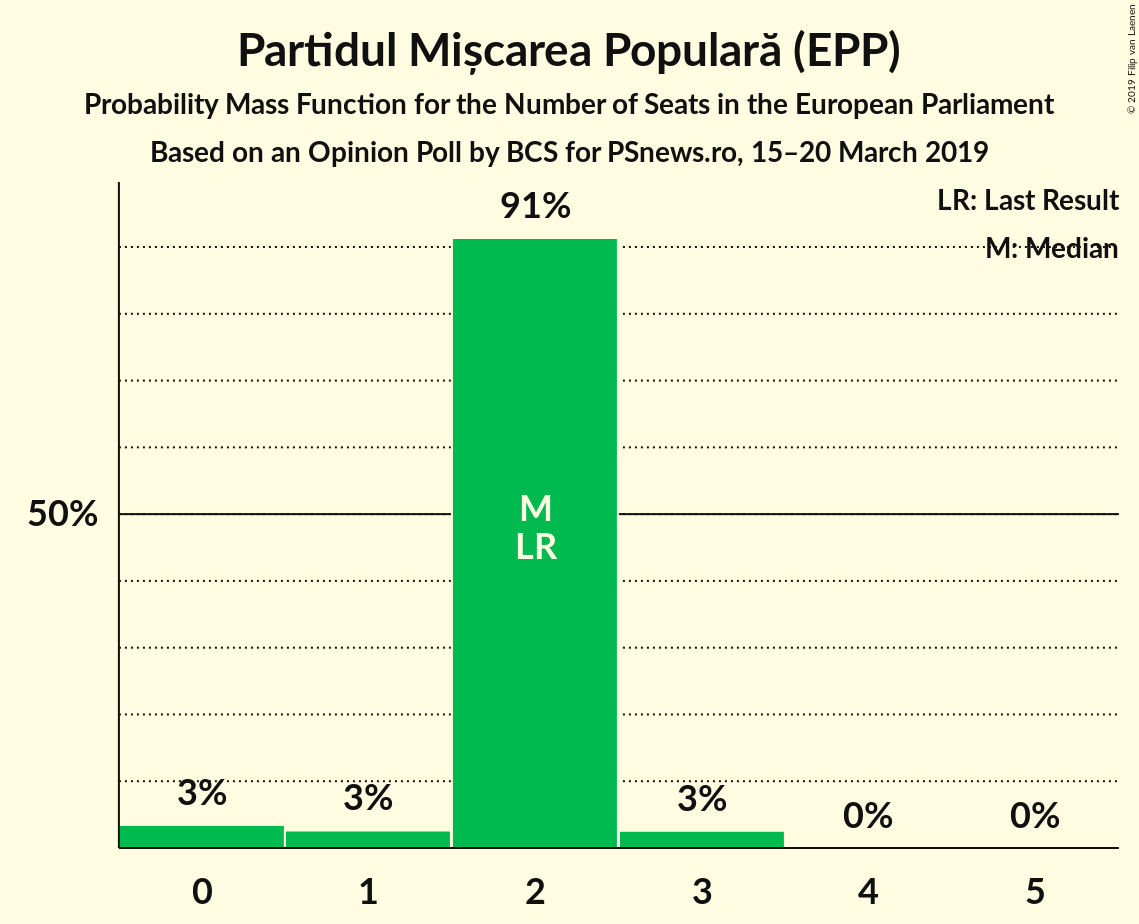 Partidul Mișcarea Populară (EPP)
Probability Mass Function for the Number of Seats in the European Parliament
Based on an Opinion Poll by BCS for PSnews.ro, 15–20 March 2019
© 2019 Filip van Laenen
LR: Last Result
M: Median
91%
50%
M
LR
3%
3%
3%
0%
0%
0 1 2 3 4 5